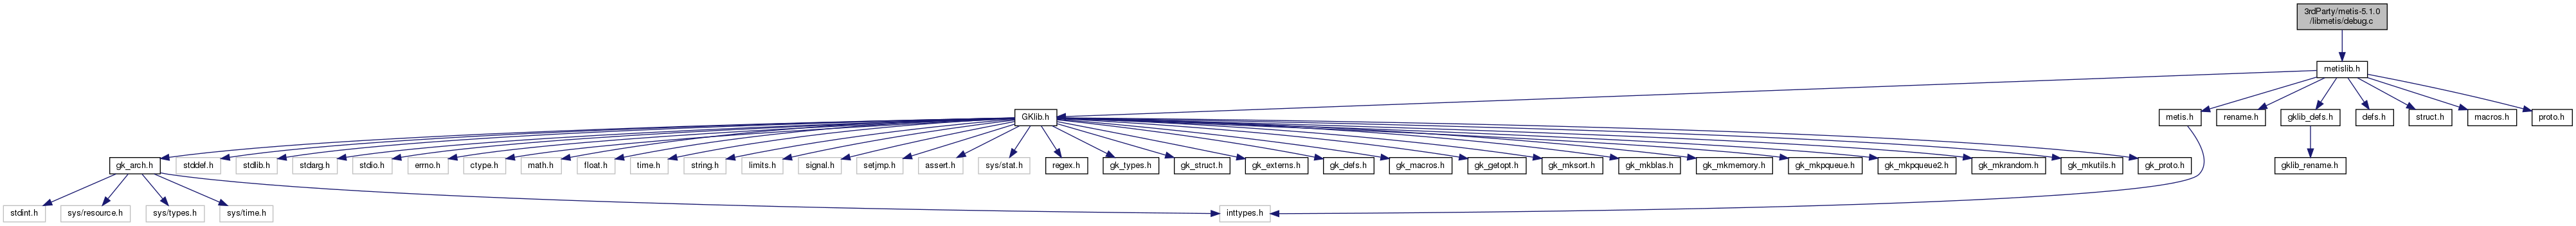 3rdParty/metis-5.1.0
/libmetis/debug.c
metislib.h
GKlib.h
metis.h
rename.h
gklib_defs.h
defs.h
struct.h
macros.h
proto.h
gk_arch.h
stddef.h
stdlib.h
stdarg.h
stdio.h
errno.h
ctype.h
math.h
float.h
time.h
string.h
limits.h
signal.h
setjmp.h
assert.h
sys/stat.h
regex.h
gk_types.h
gk_struct.h
gk_externs.h
gk_defs.h
gk_macros.h
gk_getopt.h
gk_mksort.h
gk_mkblas.h
gk_mkmemory.h
gk_mkpqueue.h
gk_mkpqueue2.h
gk_mkrandom.h
gk_mkutils.h
gk_proto.h
gklib_rename.h
stdint.h
sys/resource.h
sys/types.h
sys/time.h
inttypes.h